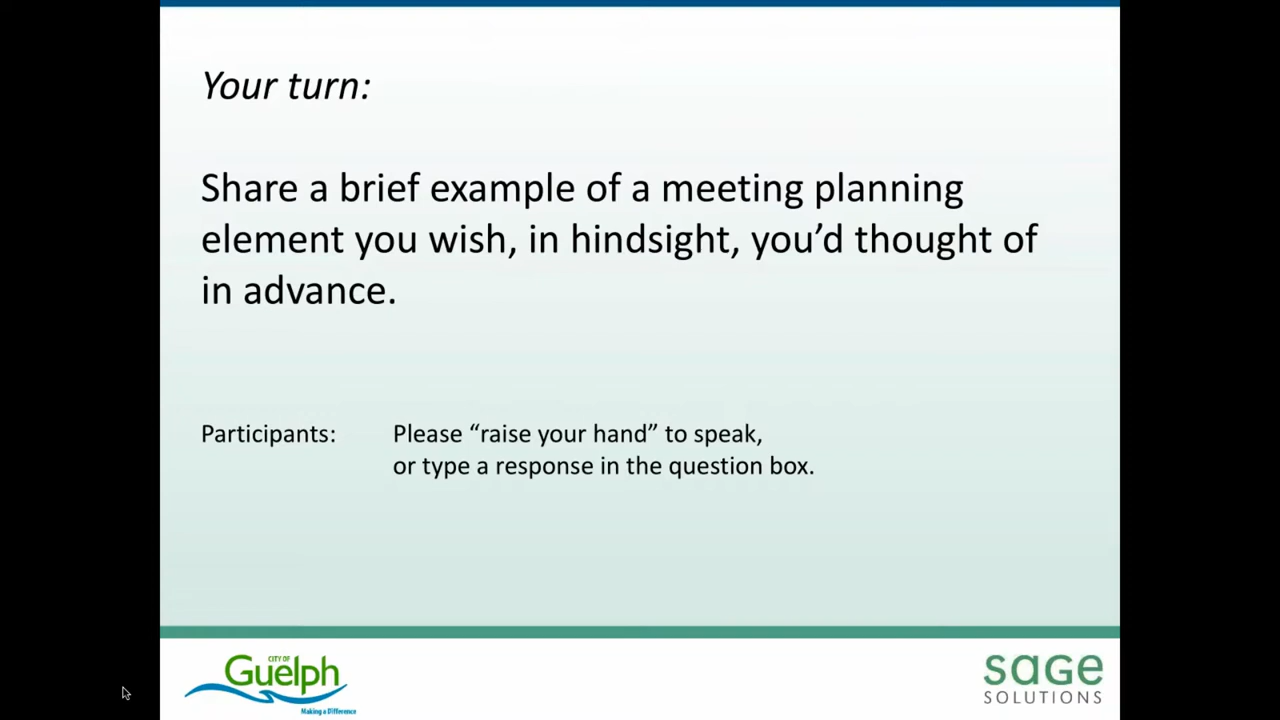 Your turn:
Share a brief example of a meeting planning
element you wish, in hindsight, you’d thought of
in advance.
Participants: Please “raise your hand” to speak,
or type a response in the question box.
CITY OF
Guelph
Making a Difference
sage
SOLUTIONS